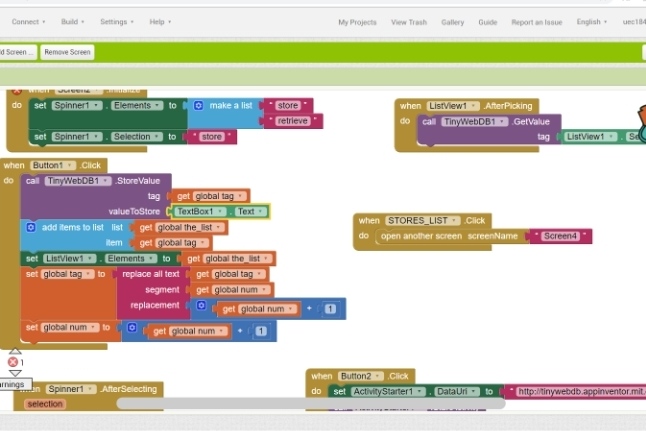 Connect Build Settings Help My Projects View Trash Gallery Guide Report an Issue English
Screen ... Remove Screen
when Screen2 .Initialize
do set Spinner1 . Elements to make a list " store "
" retrieve "
set Spinner1 . Selection to " store "
when ListView1 .AfterPicking
do call TinyWebDB1 .GetValue
tag ListView1 .
when Button1 .Click
do call TinyWebDB1 .StoreValue
tag get global tag
valueToStore TextBox1 . Text
add items to list list get global the_list
item get global tag
set ListView1 . Elements to get global the_list
set global tag to replace all text get global tag
segment get global num
replacement get global num + 1
set global num to get global num + 1
when STORES_LIST .Click
do open another screen screenName " Screen4 "
1
Spinner1 .AfterSelecting
selection
when Button2 .Click
do set ActivityStarter1 . DataUri to " http://tinywebdb.appinventor.mit.